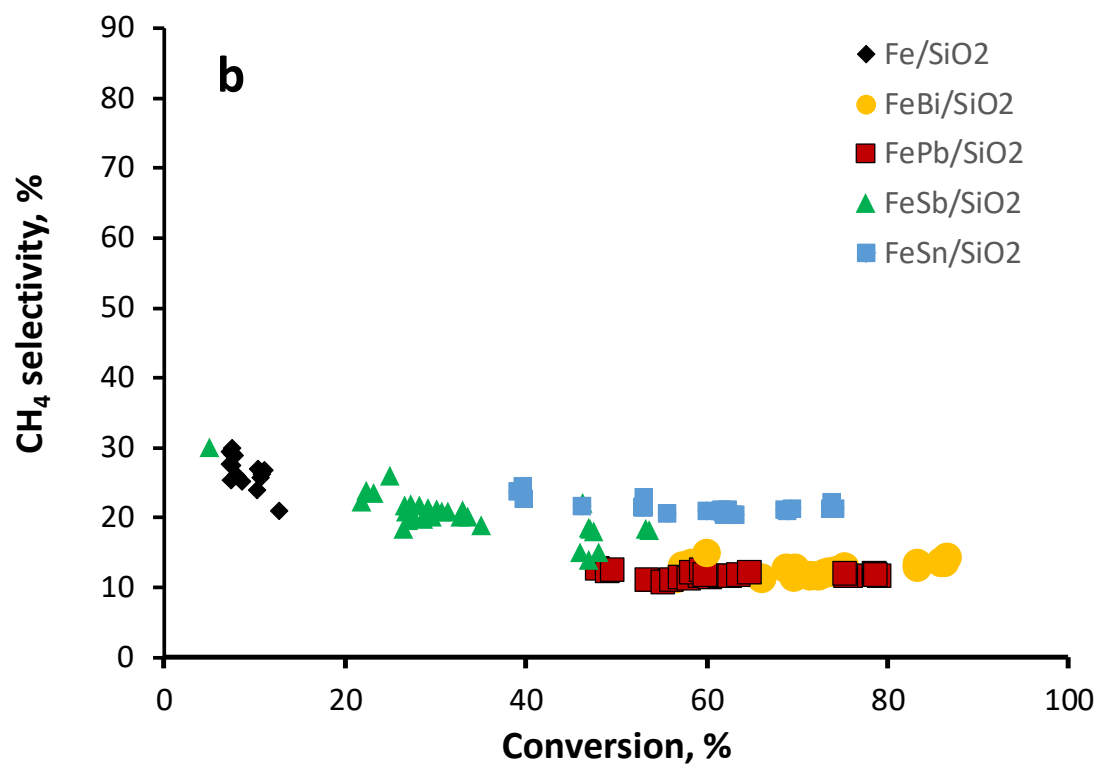 b
90
80
70
60
50
40
30
20
10
0
CH₄ selectivity, %
Fe/SiO2
FeBi/SiO2
FePb/SiO2
FeSb/SiO2
FeSn/SiO2
0 20 40 60 80 100
Conversion, %